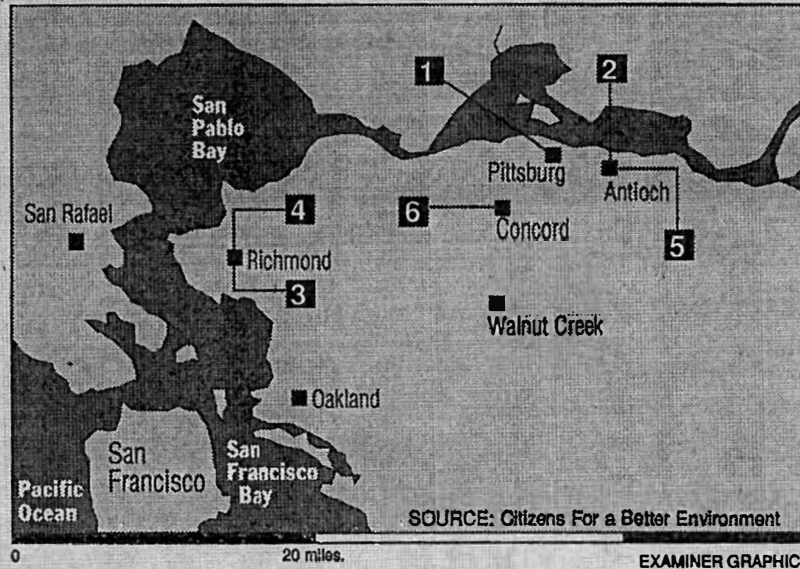 San
Pablo
Bay
1
2
Pittsburg
Antioch
San Rafael
4
6
Concord
5
Richmond
3
Walnut Creek
Oakland
San
Francisco
San
Francisco
Bay
Pacific
Ocean
SOURCE: Citizens For a Better Environment
0
20 miles.
EXAMINER GRAPHIC